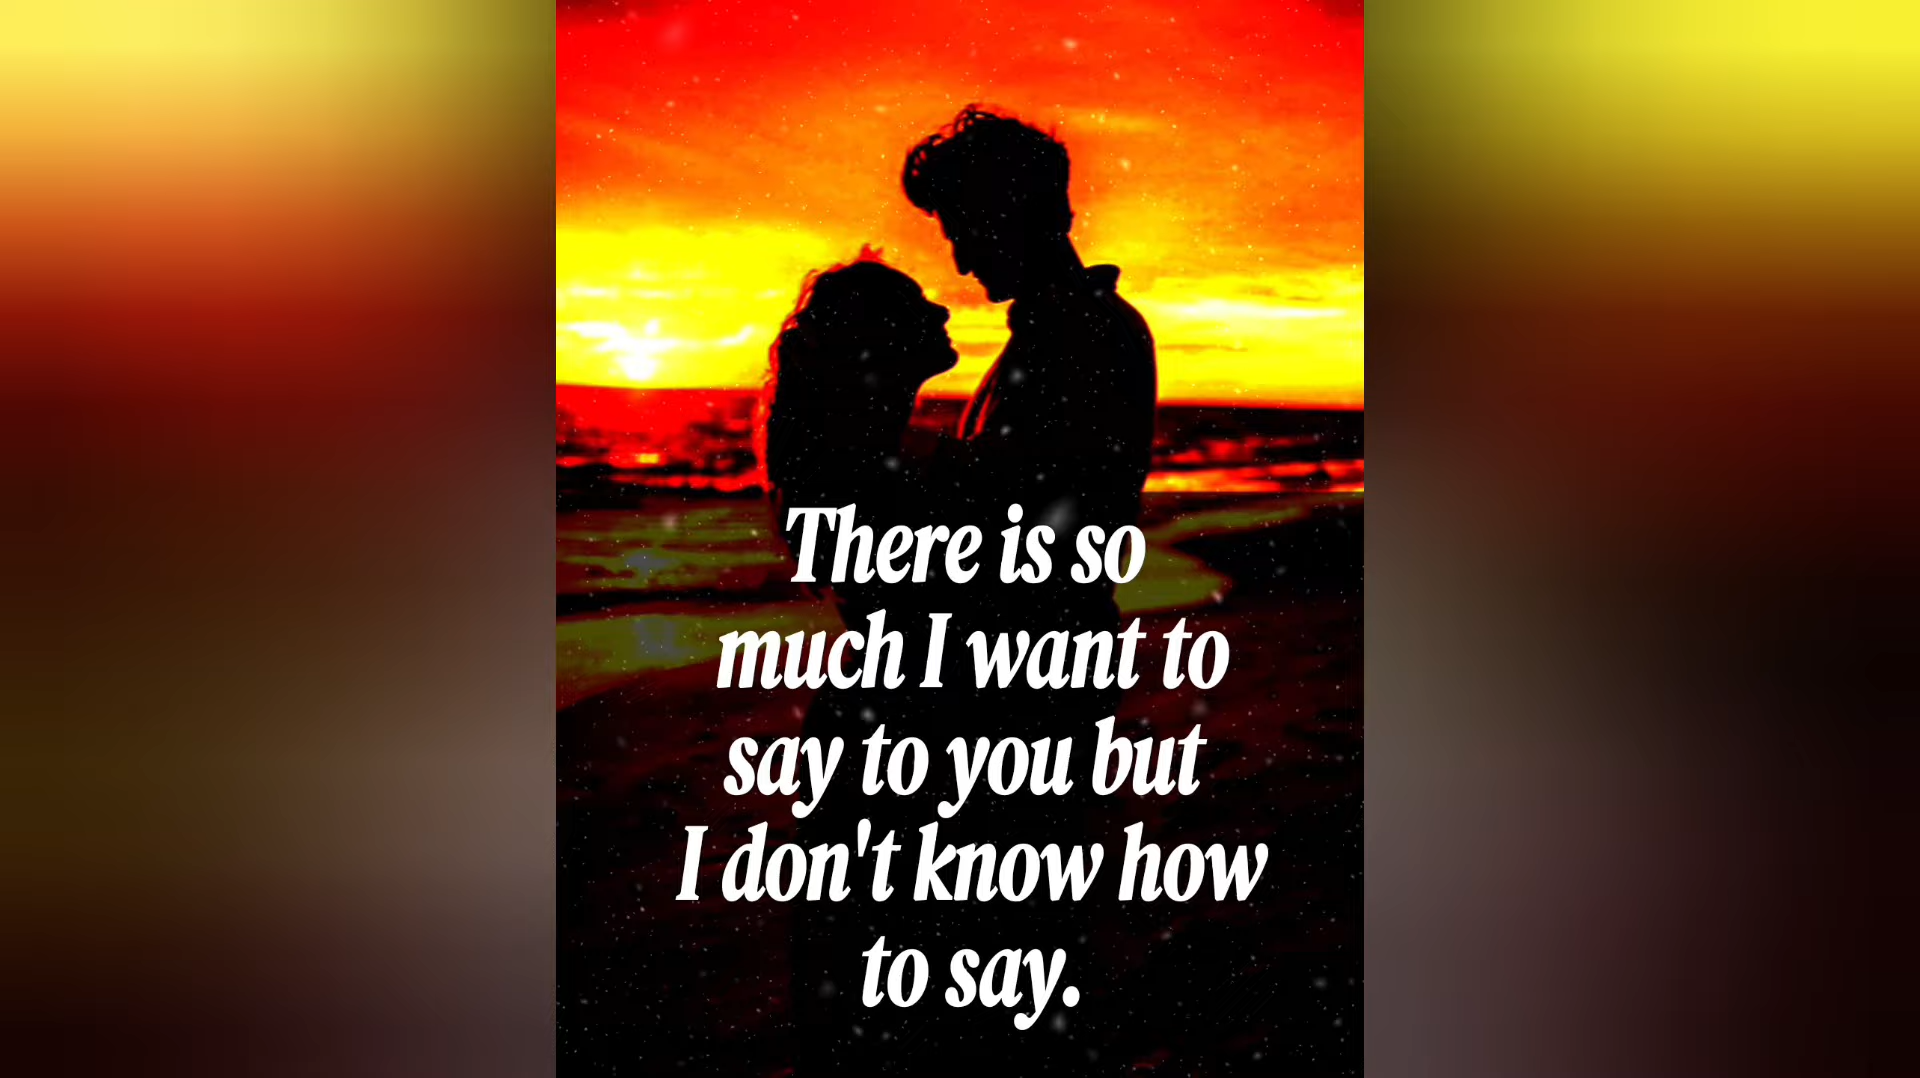 There is so
much I want to
say to you but
I don't know how
to say.